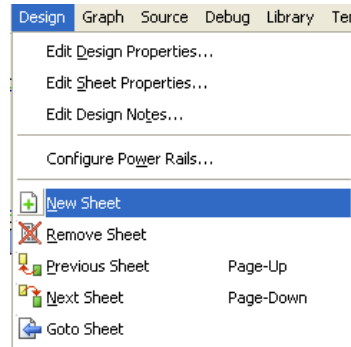 Design Graph Source Debug Library
Edit Design Properties...
Edit Sheet Properties...
Edit Design Notes...
Configure Power Rails...
New Sheet
Remove Sheet
Previous Sheet Page-Up
Next Sheet Page-Down
Goto Sheet